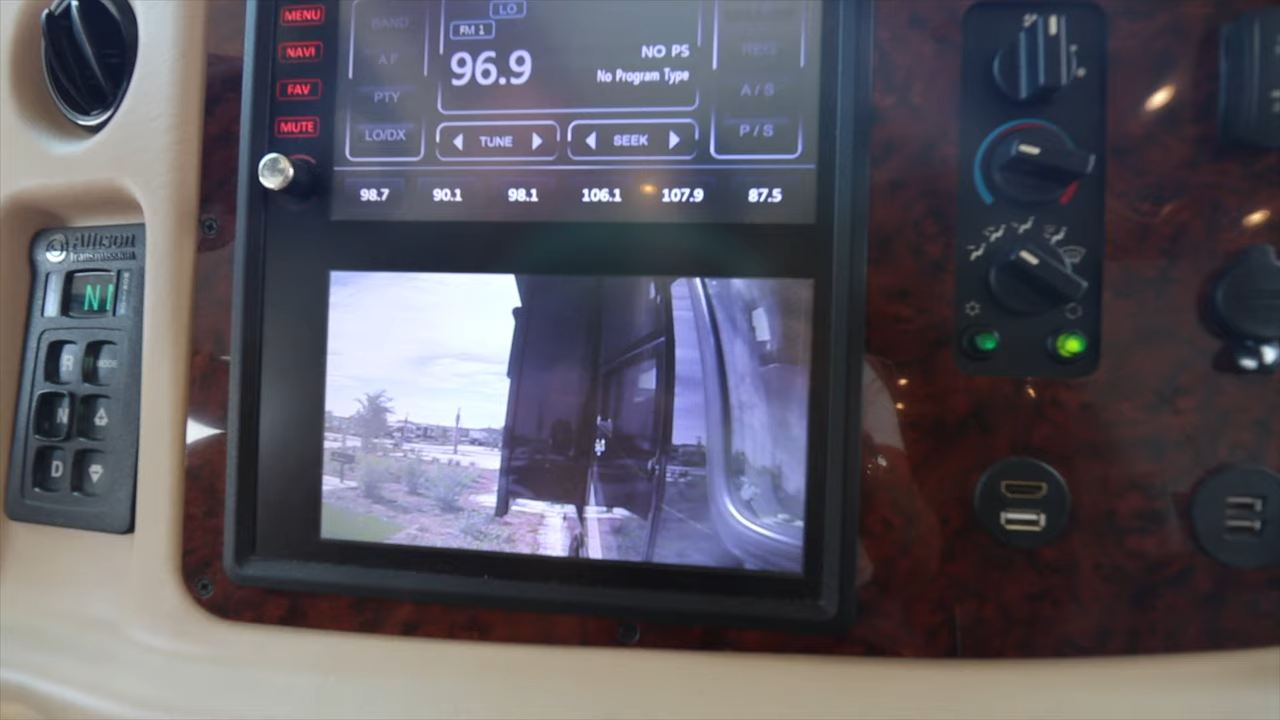 MENU
NAVI
FAV
MUTE
BAND
AF
PTY
LO/DX
LO
FM 1
96.9
NO PS
No Program Type
TUNE
SEEK
REG
A / S
P / S
98.7
90.1
98.1
106.1
107.9
87.5
Allison
Transmission
N
R
MODE
N
D